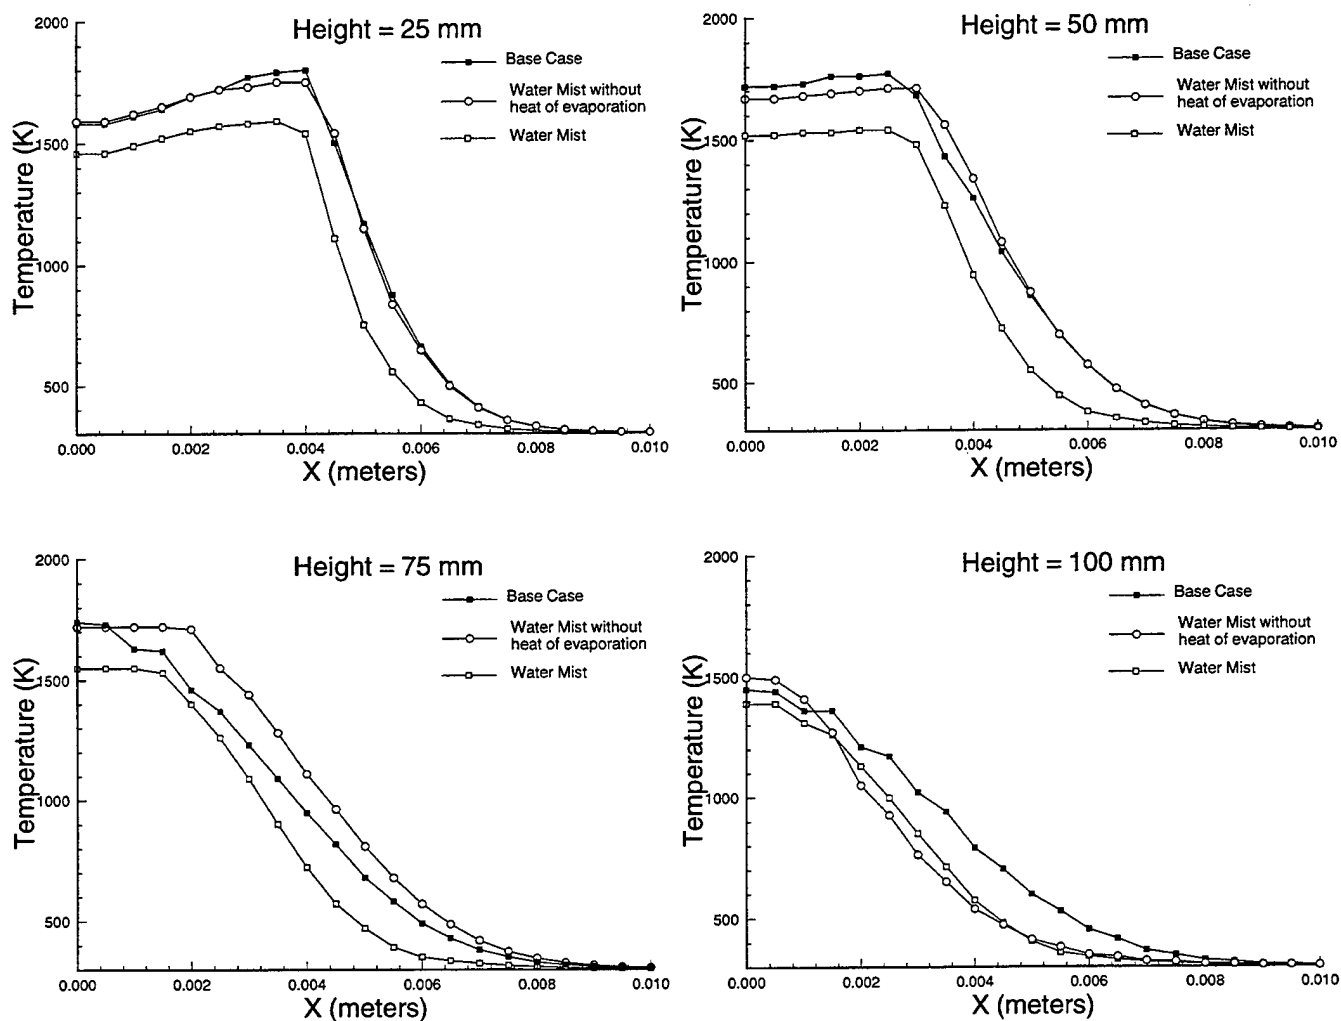 Height = 25 mm
Base Case
Water Mist without
heat of evaporation
Water Mist
Temperature (K)
2000
1500
1000
500
0.000
0.002
0.004
0.006
0.008
0.010
X (meters)
Height = 50 mm
Base Case
Water Mist without
heat of evaporation
Water Mist
Temperature (K)
2000
1500
1000
500
0.000
0.002
0.004
0.006
0.008
0.010
X (meters)
Height = 75 mm
Base Case
Water Mist without
heat of evaporation
Water Mist
Temperature (K)
2000
1500
1000
500
0.000
0.002
0.004
0.006
0.008
0.010
X (meters)
Height = 100 mm
Base Case
Water Mist without
heat of evaporation
Water Mist
Temperature (K)
2000
1500
1000
500
0.000
0.002
0.004
0.006
0.008
0.010
X (meters)